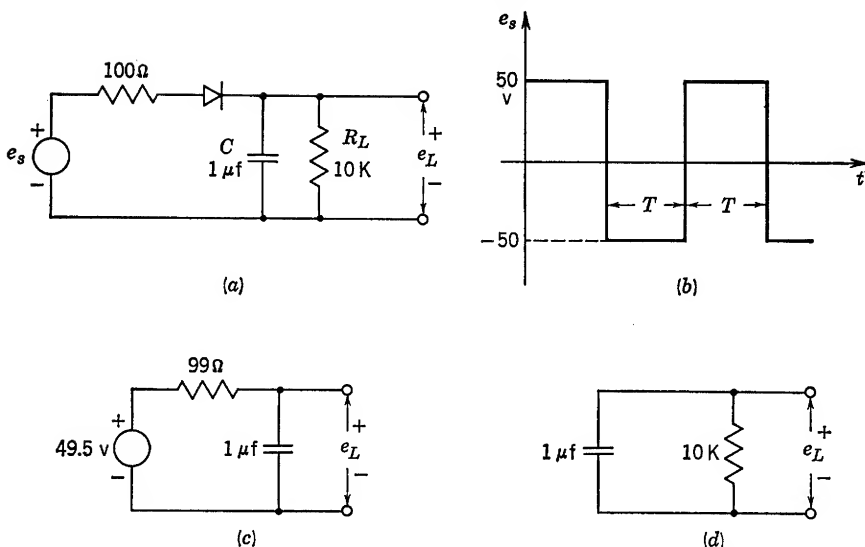 100Ω
+
e_s
-
C
1 μf
R_L
10 K
+
e_L
-
(a)
e_s
50
v
-50
T
T
t
(b)
99Ω
+
49.5 v
-
1 μf
+
e_L
-
(c)
1 μf
10 K
+
e_L
-
(d)